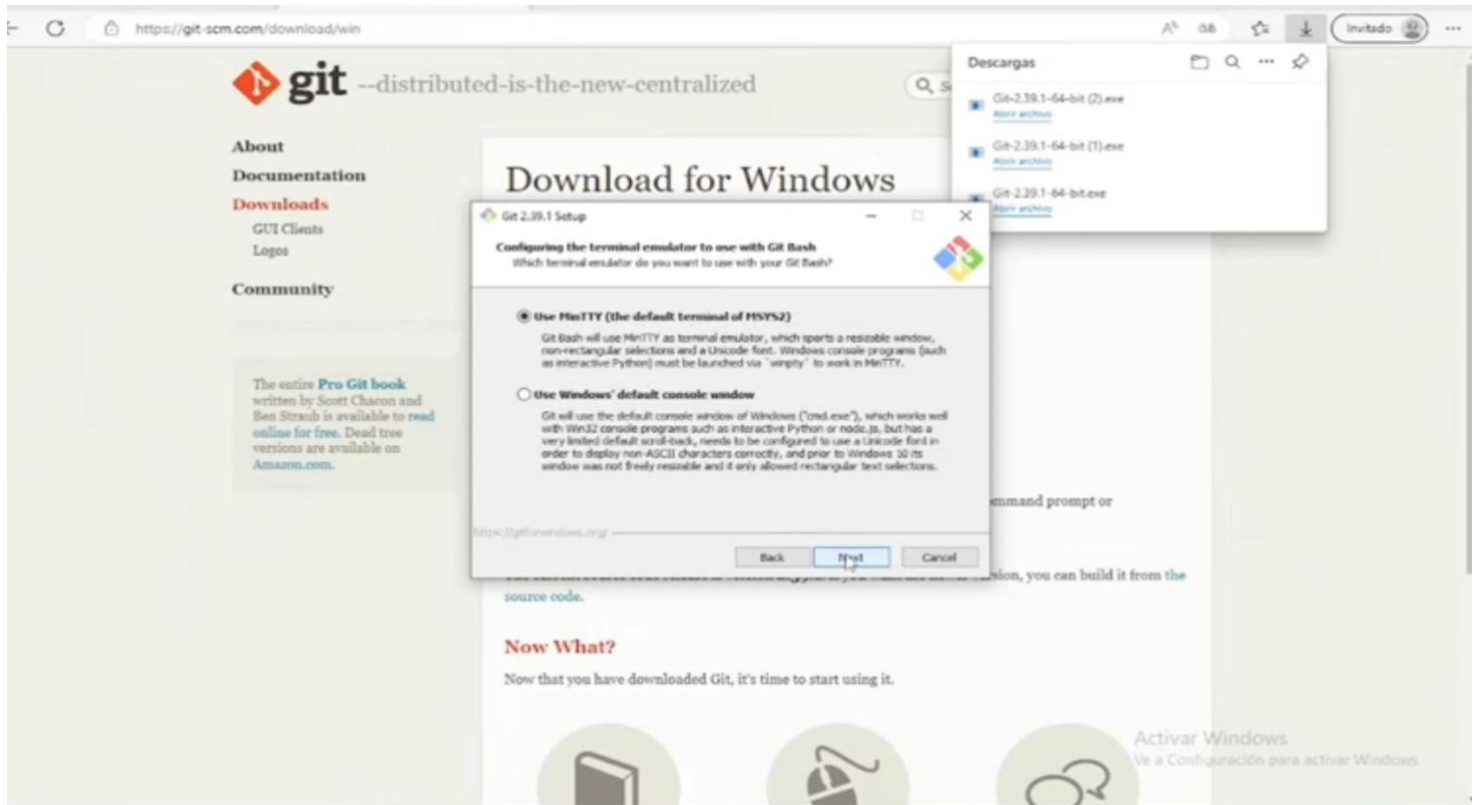 https://git-scm.com/download/win
Invitado
git --distributed-is-the-new-centralized
Descargas
Git-2.39.1-64-bit (2).exe
Abrir archivo
Git-2.39.1-64-bit (1).exe
Abrir archivo
Git-2.39.1-64-bit.exe
Abrir archivo
About
Documentation
Downloads
GUI Clients
Logos
Community
The entire Pro Git book
written by Scott Chacon and
Ben Straub is available to read
online for free. Dead tree
versions are available on
Amazon.com.
Download for Windows
Git 2.39.1 Setup
Configuring the terminal emulator to use with Git Bash
Which terminal emulator do you want to use with your Git Bash?
Use MinTTY (the default terminal of MSYS2)
Git Bash will use MinTTY as terminal emulator, which sports a resizable window,
non-rectangular selections and a Unicode font. Windows console programs (such
as interactive Python) must be launched via `winpty` to work in MinTTY.
Use Windows' default console window
Git will use the default console window of Windows ("cmd.exe"), which works well
with Win32 console programs such as interactive Python or node.js, but has a
very limited default scroll-back, needs to be configured to use a Unicode font in
order to display non-ASCII characters correctly, and prior to Windows 10 its
window was not freely resizable and it only allowed rectangular text selections.
https://gitforwindows.org/
Back
Next
Cancel
command prompt or
version, you can build it from the
source code.
Now What?
Now that you have downloaded Git, it's time to start using it.
Activar Windows
Ve a Configuración para activar Windows.